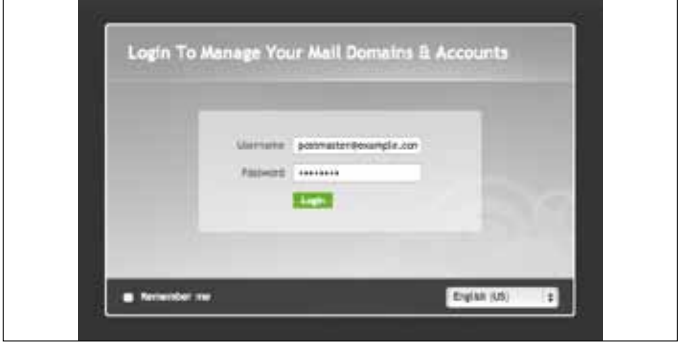 Login To Manage Your Mail Domains & Accounts
Username postmaster@example.com
Password ••••••••
Login
Remember me
English (US)